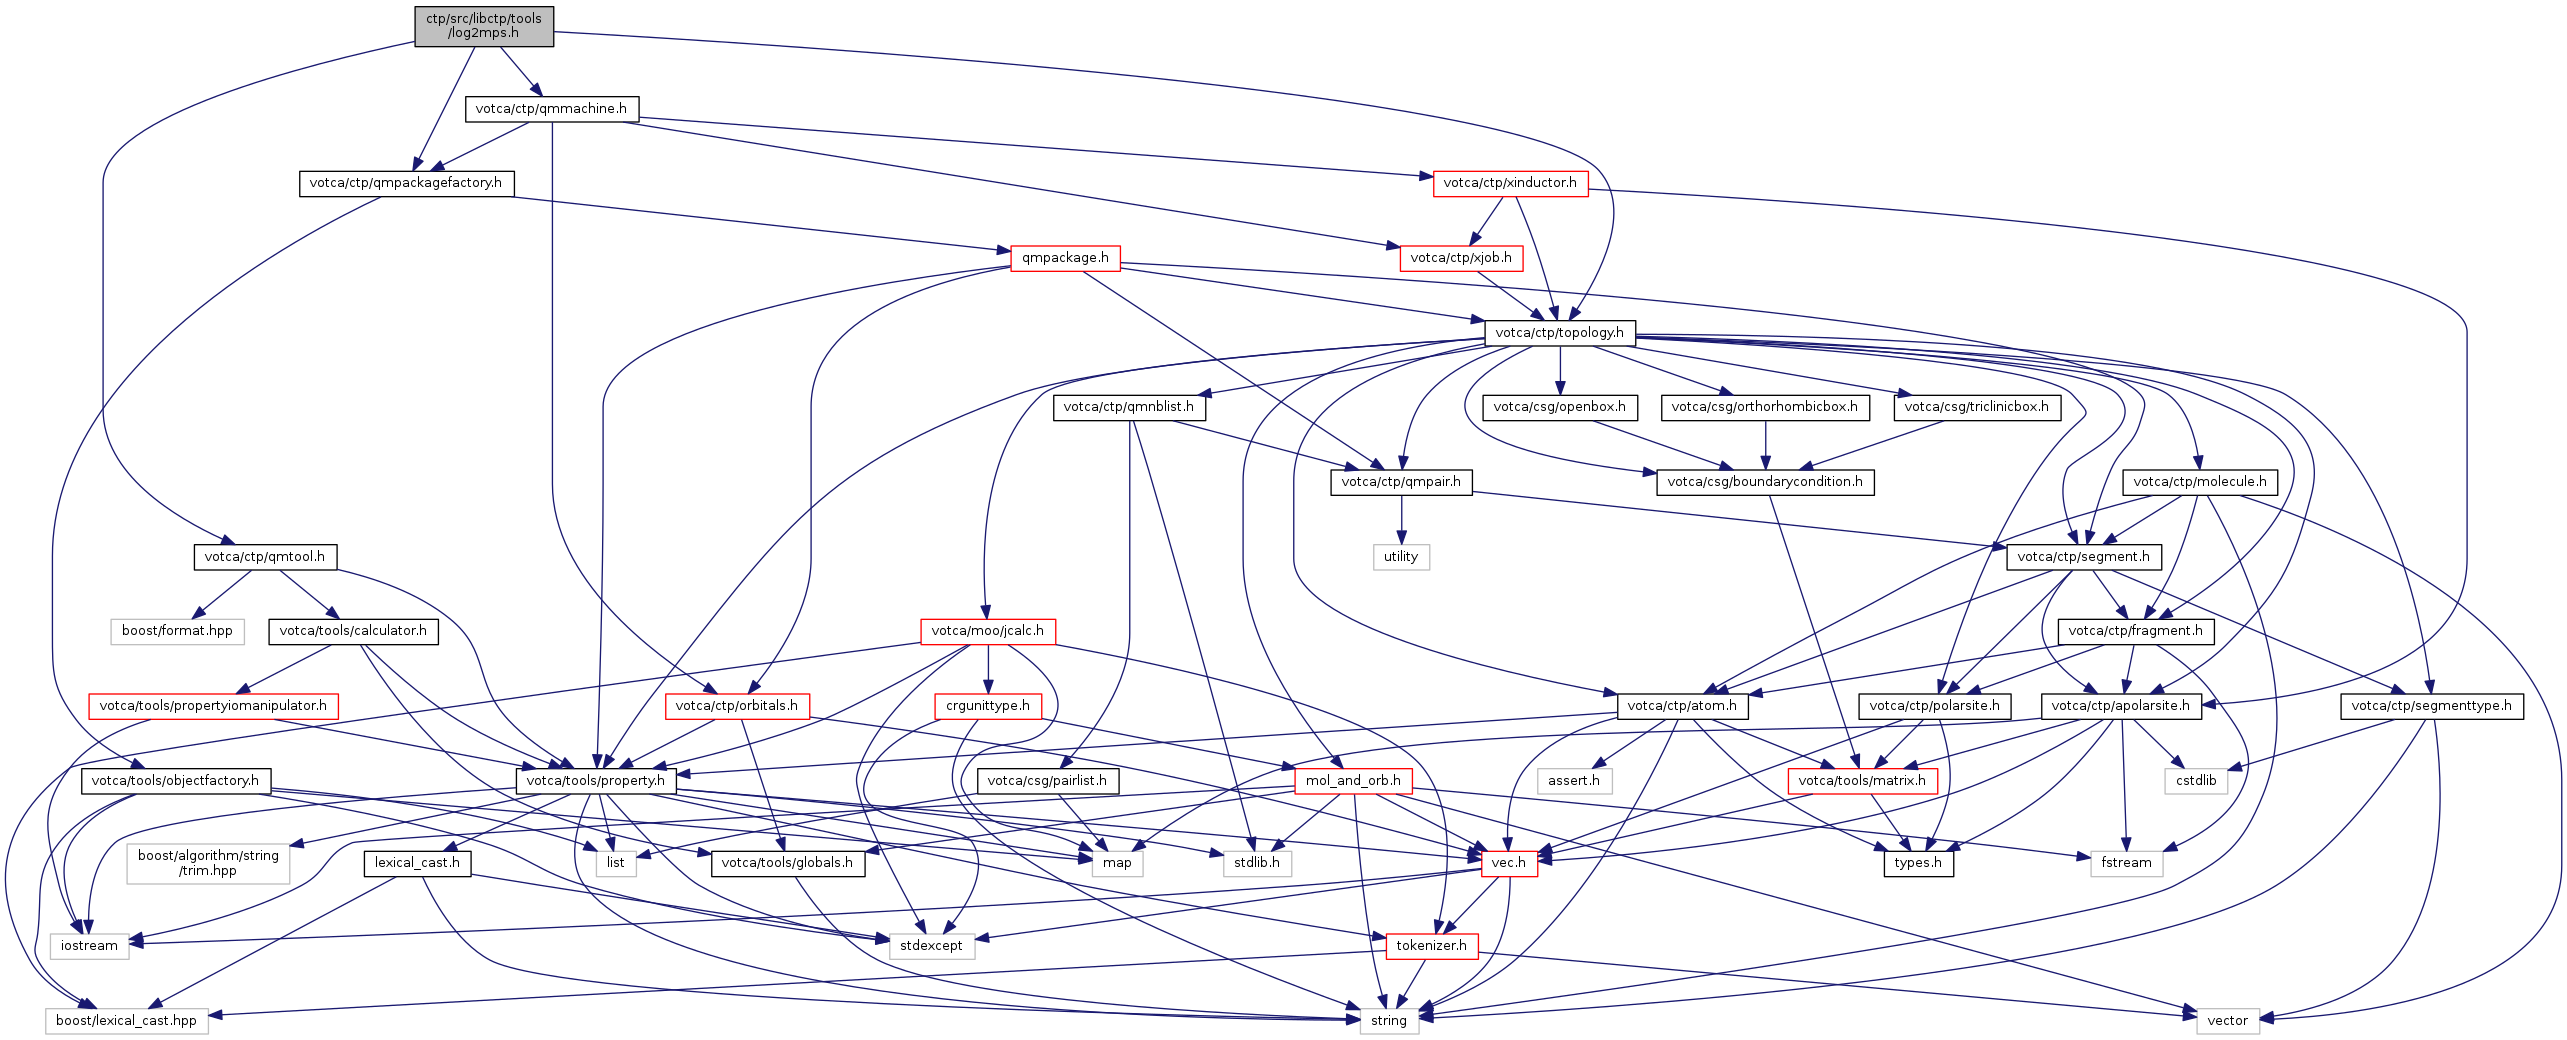 ctp/src/libctp/tools
/log2mps.h
votca/ctp/qmmachine.h
votca/ctp/qmpackagefactory.h
votca/ctp/xinductor.h
qmpackage.h
votca/ctp/xjob.h
votca/ctp/topology.h
votca/ctp/qmnblist.h
votca/csg/openbox.h
votca/csg/orthorhombicbox.h
votca/csg/triclinicbox.h
votca/ctp/qmpair.h
votca/csg/boundarycondition.h
votca/ctp/molecule.h
votca/ctp/qmtool.h
utility
votca/ctp/segment.h
boost/format.hpp
votca/tools/calculator.h
votca/moo/jcalc.h
votca/ctp/fragment.h
votca/tools/propertyiomanipulator.h
votca/ctp/orbitals.h
crgunittype.h
votca/ctp/atom.h
votca/ctp/polarsite.h
votca/ctp/apolarsite.h
votca/ctp/segmenttype.h
votca/tools/objectfactory.h
votca/tools/property.h
votca/csg/pairlist.h
mol_and_orb.h
assert.h
votca/tools/matrix.h
cstdlib
boost/algorithm/string
/trim.hpp
lexical_cast.h
list
votca/tools/globals.h
map
stdlib.h
vec.h
types.h
fstream
iostream
stdexcept
tokenizer.h
boost/lexical_cast.hpp
string
vector